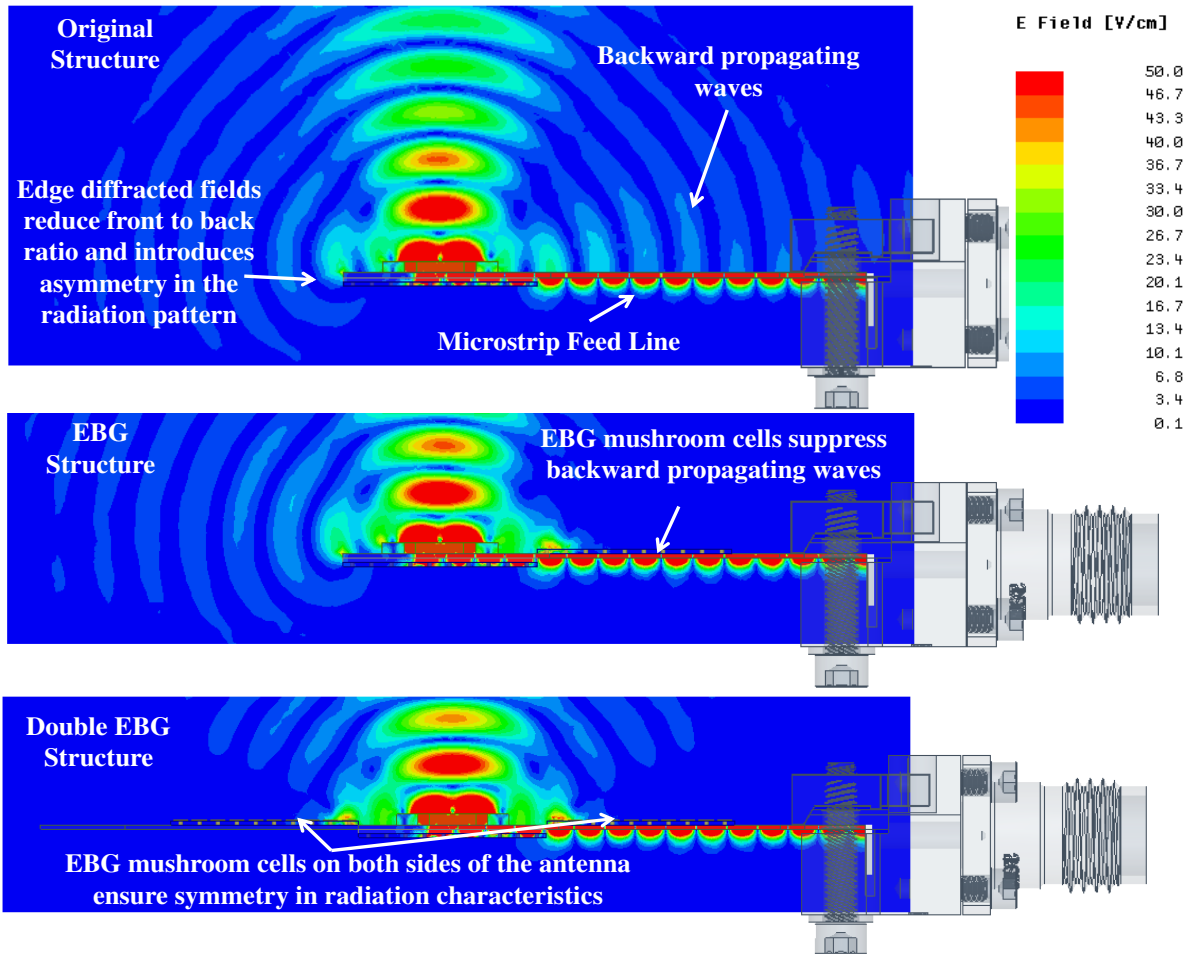 Original
Structure
Backward propagating
waves
Edge diffracted fields
reduce front to back
ratio and introduces
asymmetry in the
radiation pattern
Microstrip Feed Line
E Field [V/cm]
50.0
46.7
43.3
40.0
36.7
33.4
30.0
26.7
23.4
20.1
16.7
13.4
10.1
6.8
3.4
0.1
EBG
Structure
EBG mushroom cells suppress
backward propagating waves
Double EBG
Structure
EBG mushroom cells on both sides of the antenna
ensure symmetry in radiation characteristics